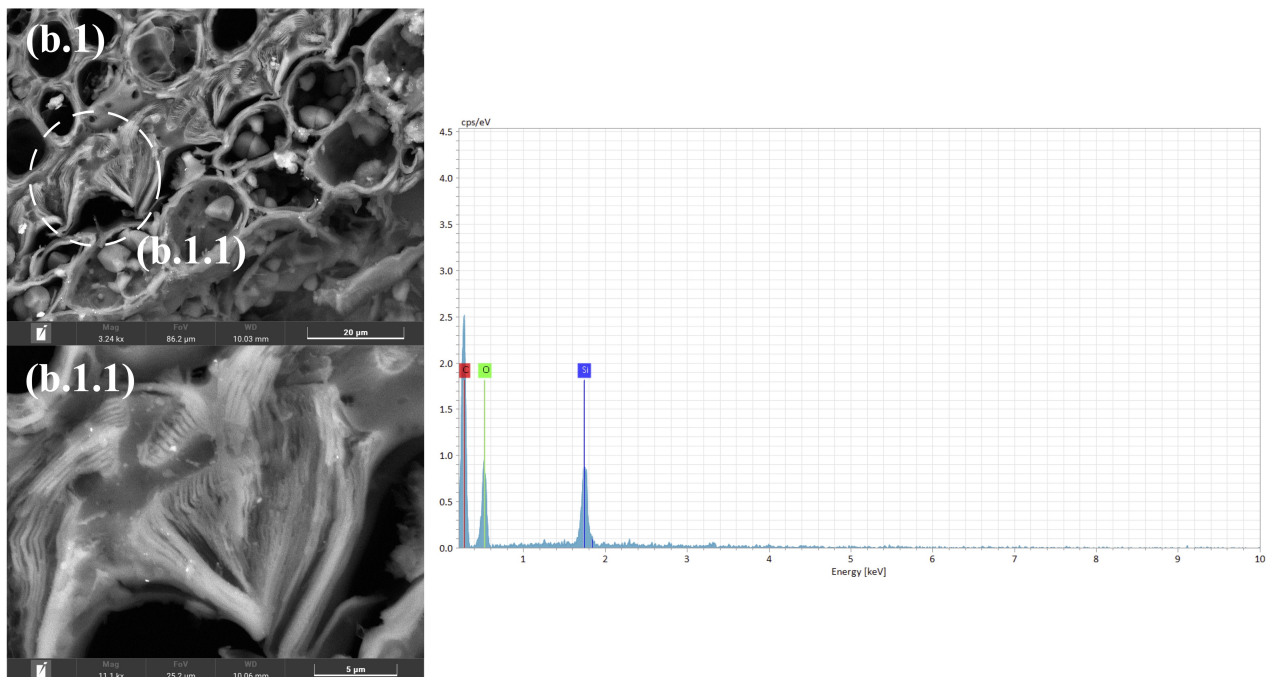 (b.1)
(b.1.1)
Mag FoV WD
3.24 kx 86.2 µm 10.03 mm 20 µm
(b.1.1)
Mag FoV WD
11.1 kx 25.2 µm 10.06 mm 5 µm
cps/eV
4.5
4.0
3.5
3.0
2.5
2.0
1.5
1.0
0.5
0.0
C O Si
1 2 3 4 5 6 7 8 9 10
Energy [keV]